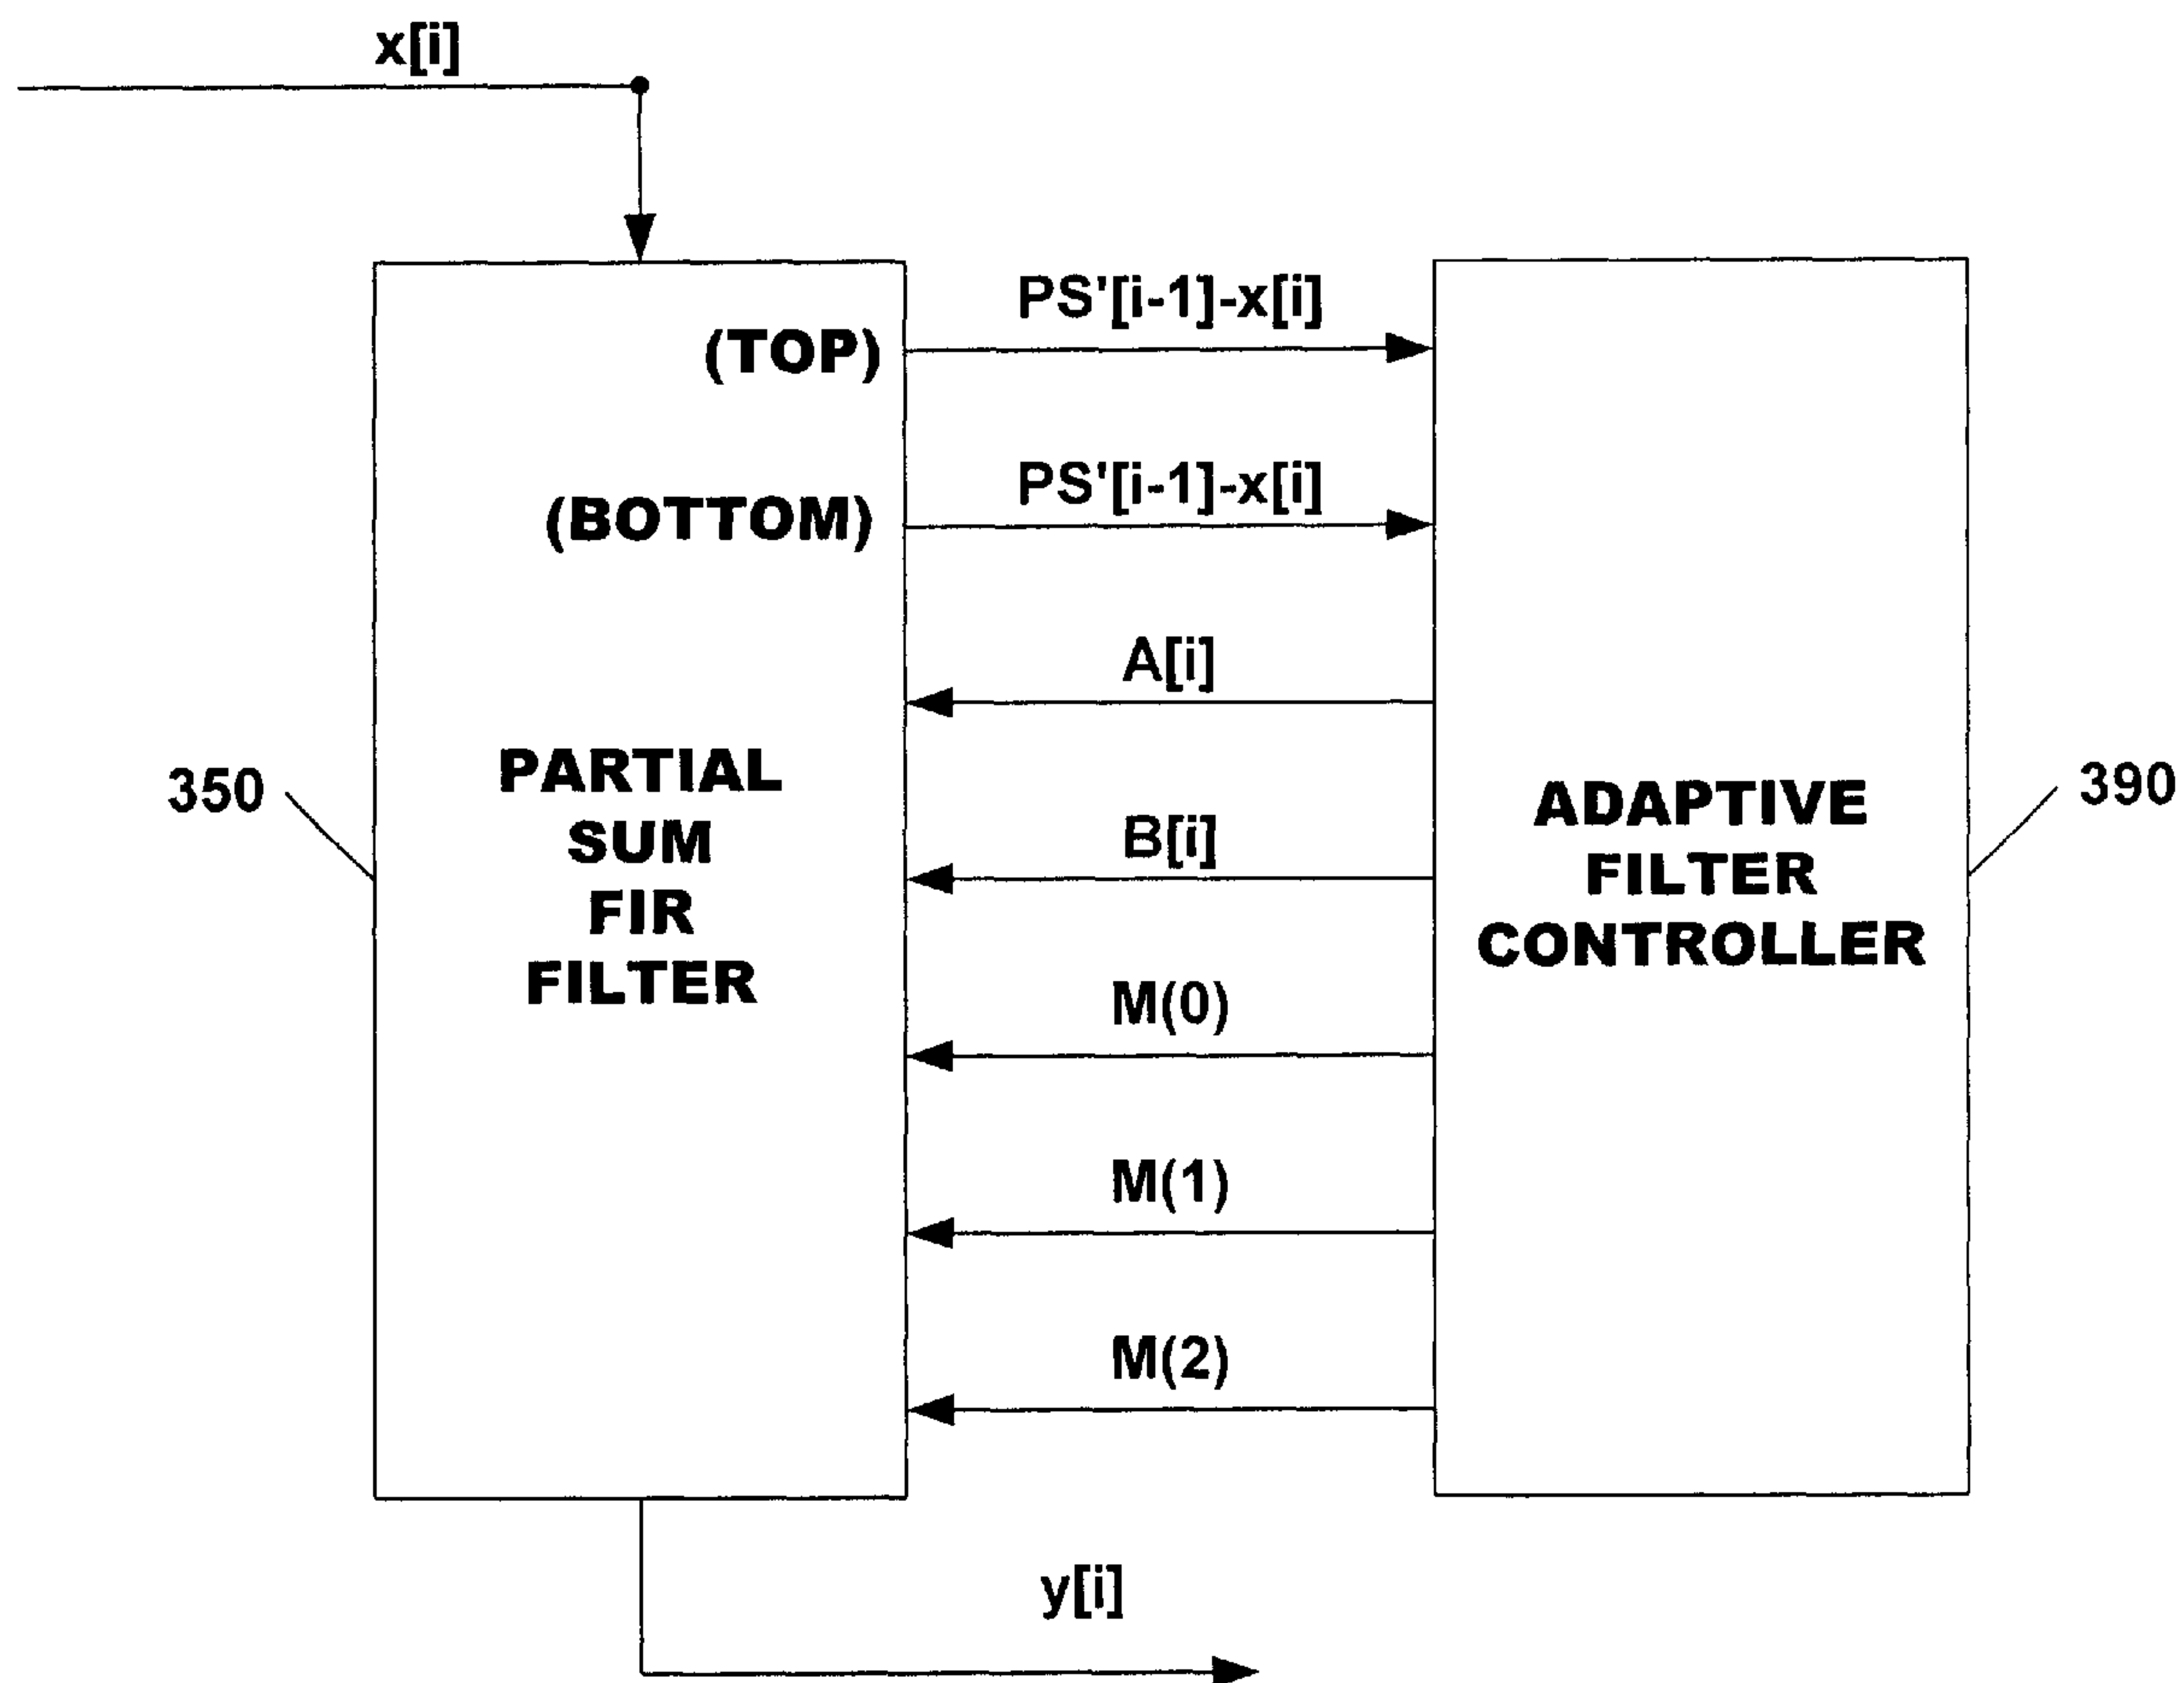 x[i]
(TOP)
PS'[i-1]-x[i]
(BOTTOM)
PS'[i-1]-x[i]
A[i]
B[i]
M(0)
M(1)
M(2)
350
PARTIAL
SUM
FIR
FILTER
ADAPTIVE
FILTER
CONTROLLER
390
y[i]